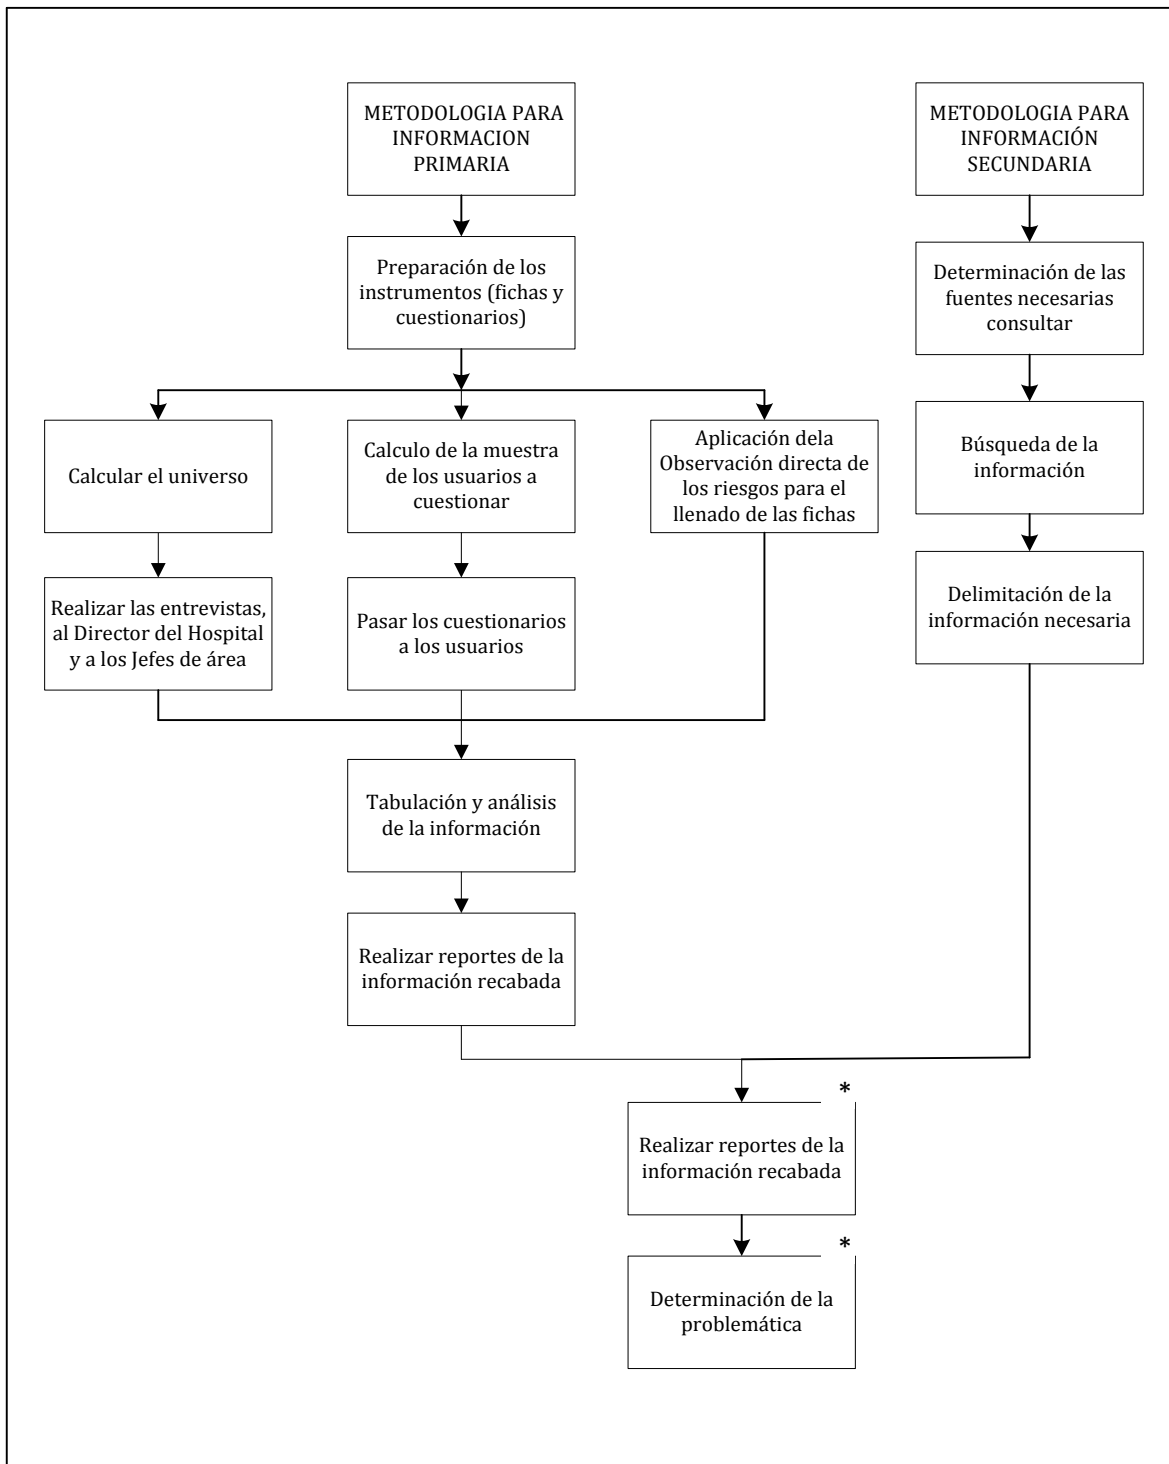 METODOLOGIA PARA
INFORMACION
PRIMARIA
METODOLOGIA PARA
INFORMACIÓN
SECUNDARIA
Preparación de los
instrumentos (fichas y
cuestionarios)
Determinación de las
fuentes necesarias
consultar
Calcular el universo
Calculo de la muestra
de los usuarios a
cuestionar
Aplicación dela
Observación directa de
los riesgos para el
llenado de las fichas
Búsqueda de la
información
Realizar las entrevistas,
al Director del Hospital
y a los Jefes de área
Pasar los cuestionarios
a los usuarios
Delimitación de la
información necesaria
Tabulación y análisis
de la información
Realizar reportes de la
información recabada
*
Realizar reportes de la
información recabada
*
Determinación de la
problemática